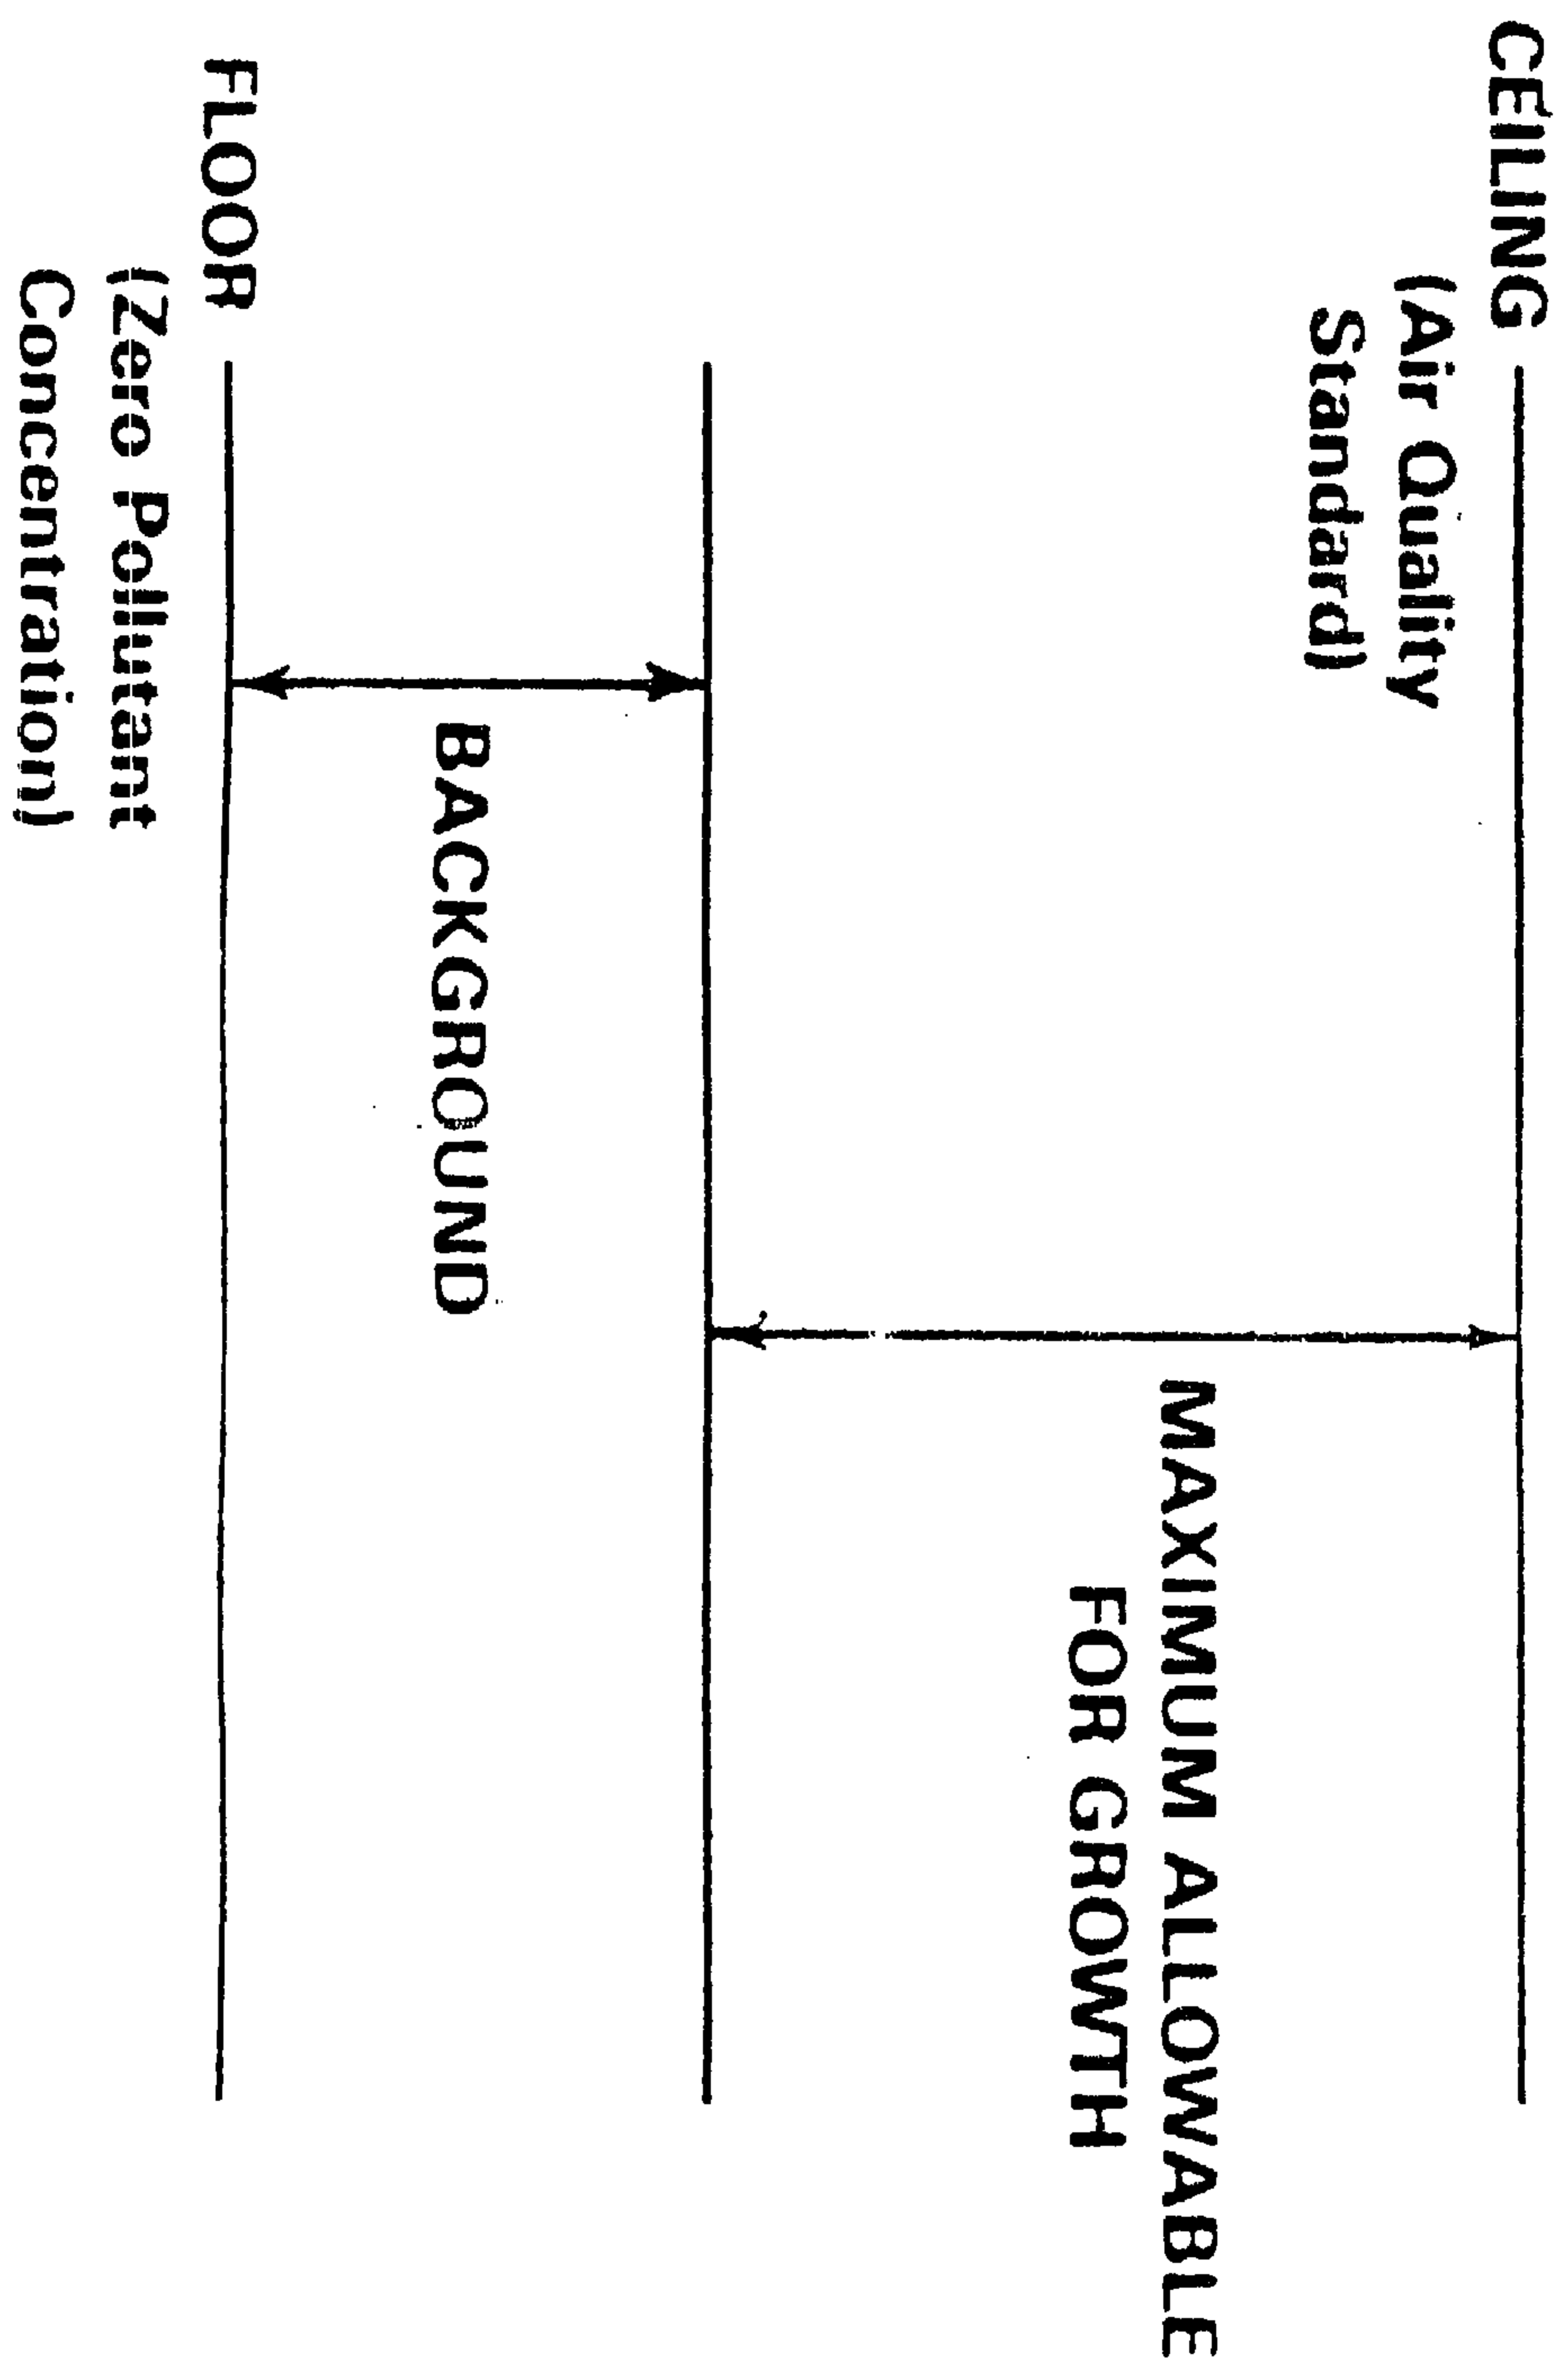 CEILING
(Air Quality
Standard)
MAXIMUM ALLOWABLE
FOR GROWTH
BACKGROUND
FLOOR
(Zero Pollutant
Concentration)